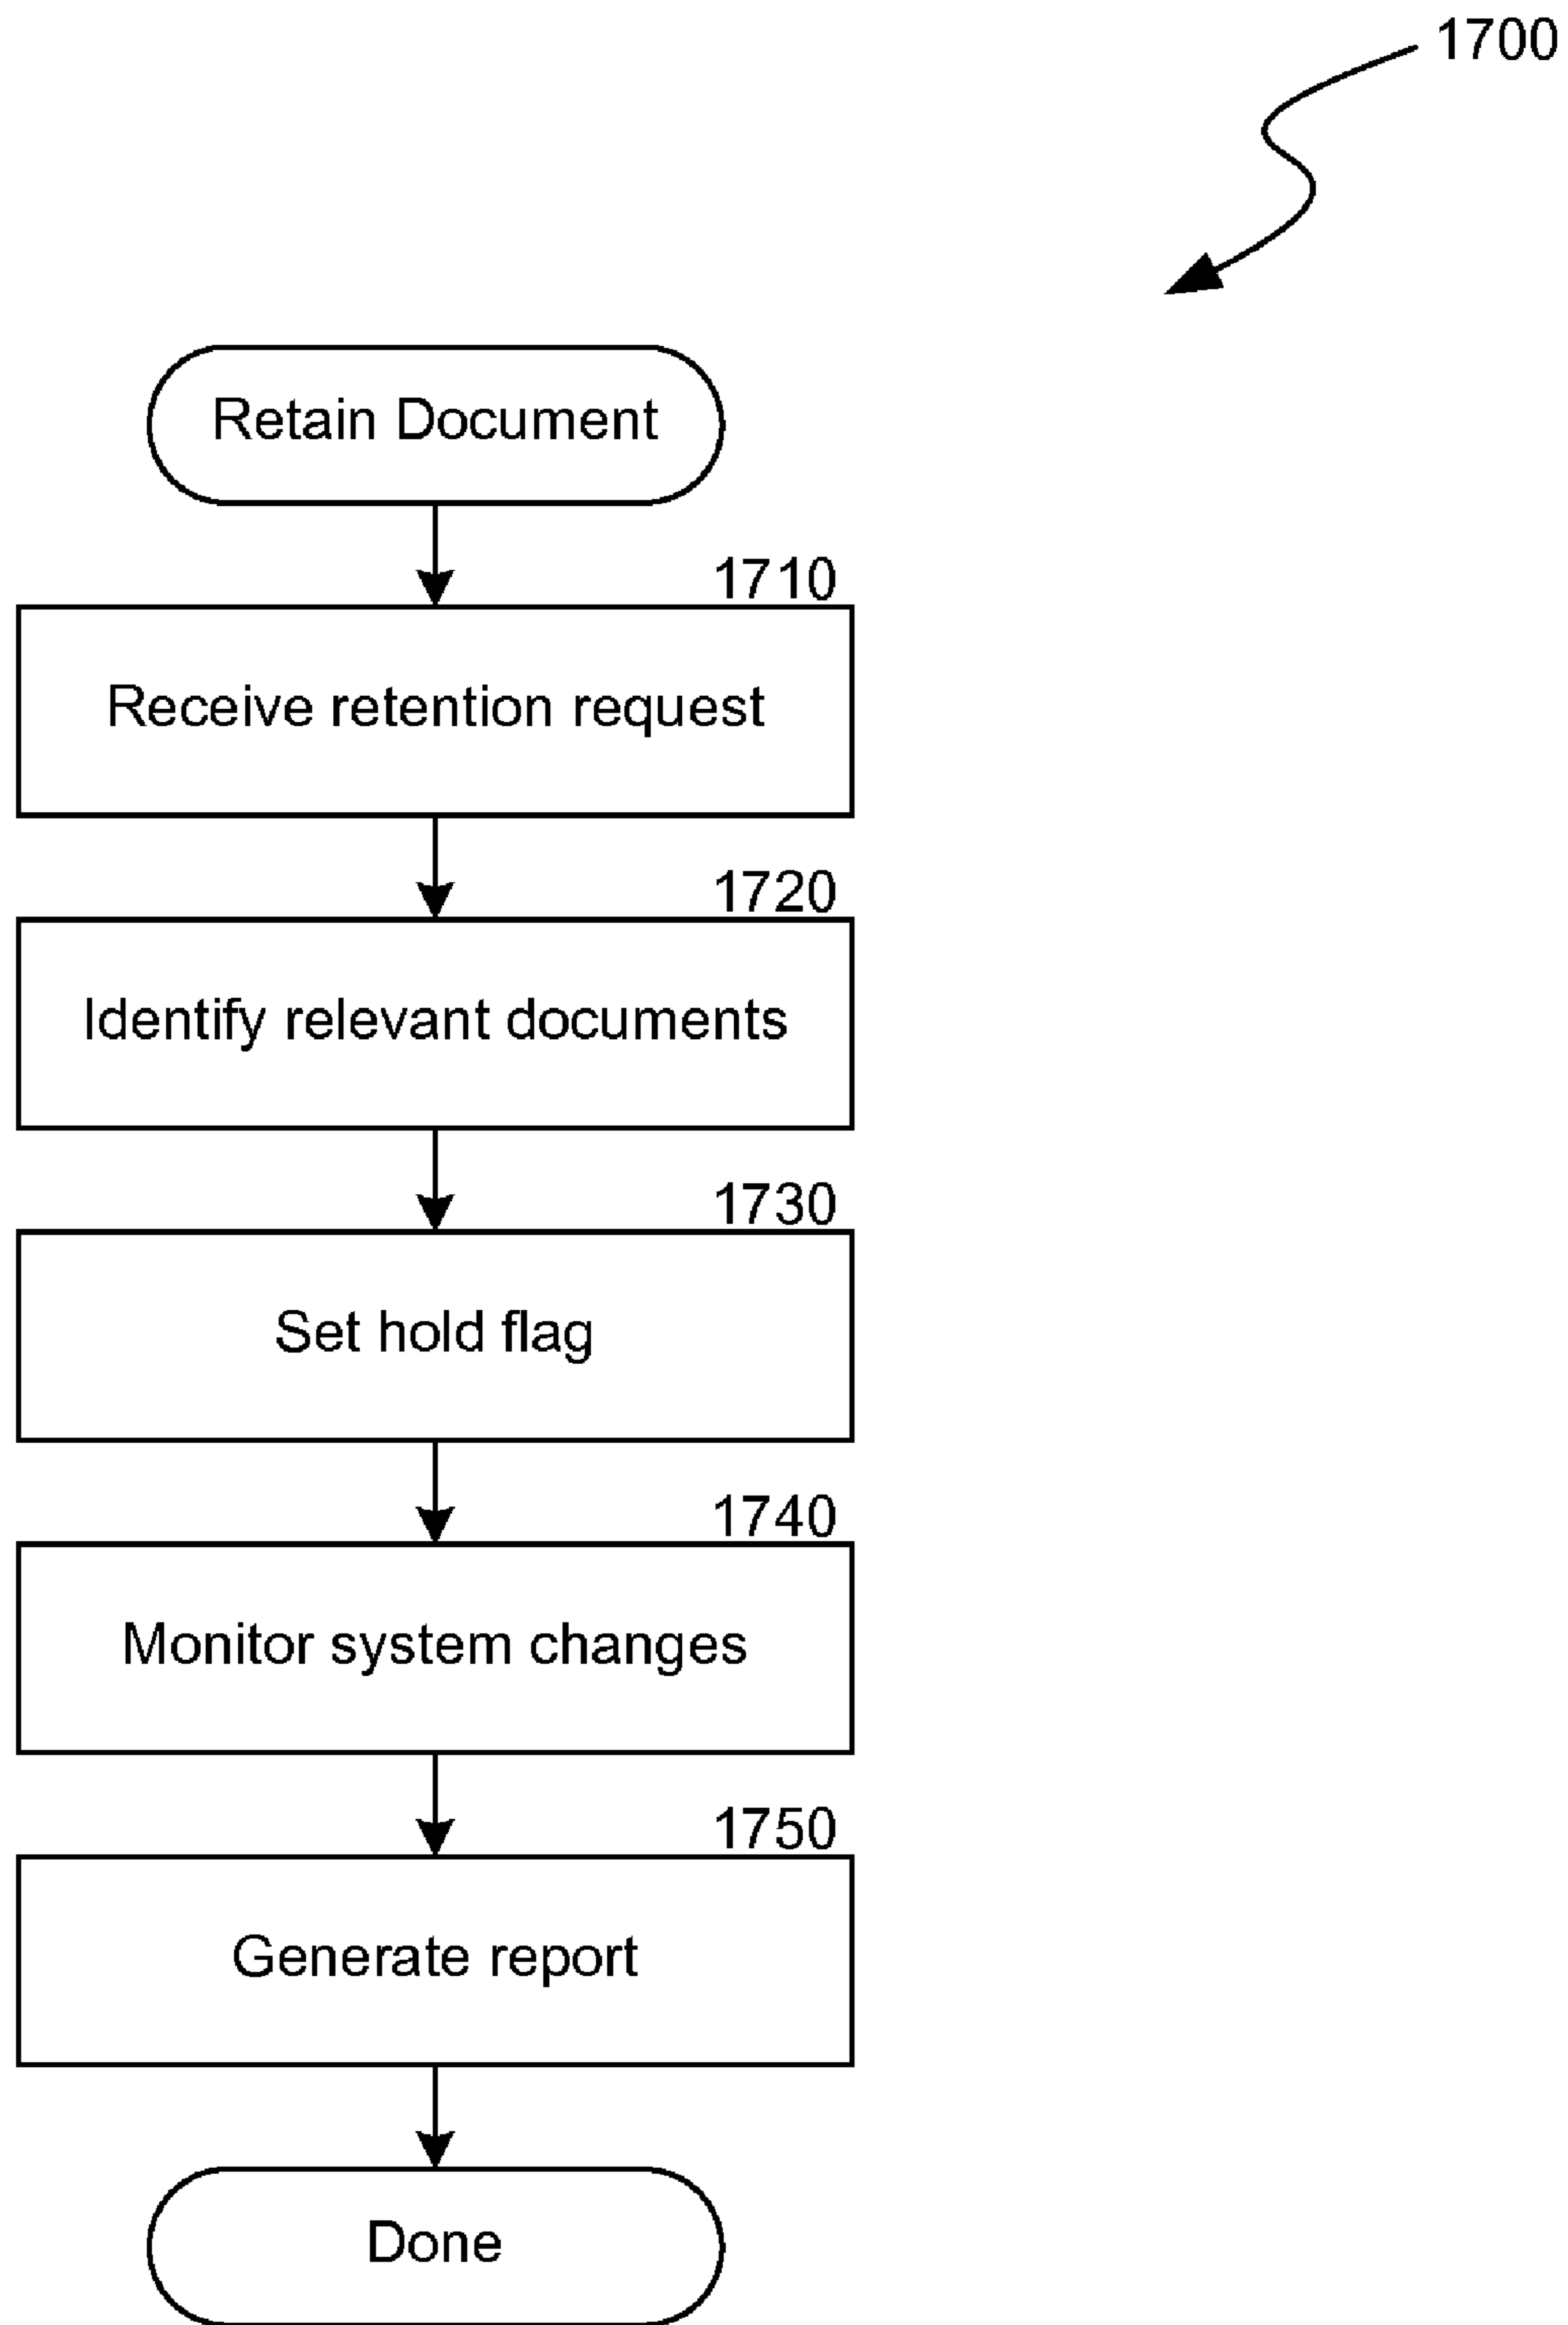 1700
Retain Document
1710
Receive retention request
1720
Identify relevant documents
1730
Set hold flag
1740
Monitor system changes
1750
Generate report
Done